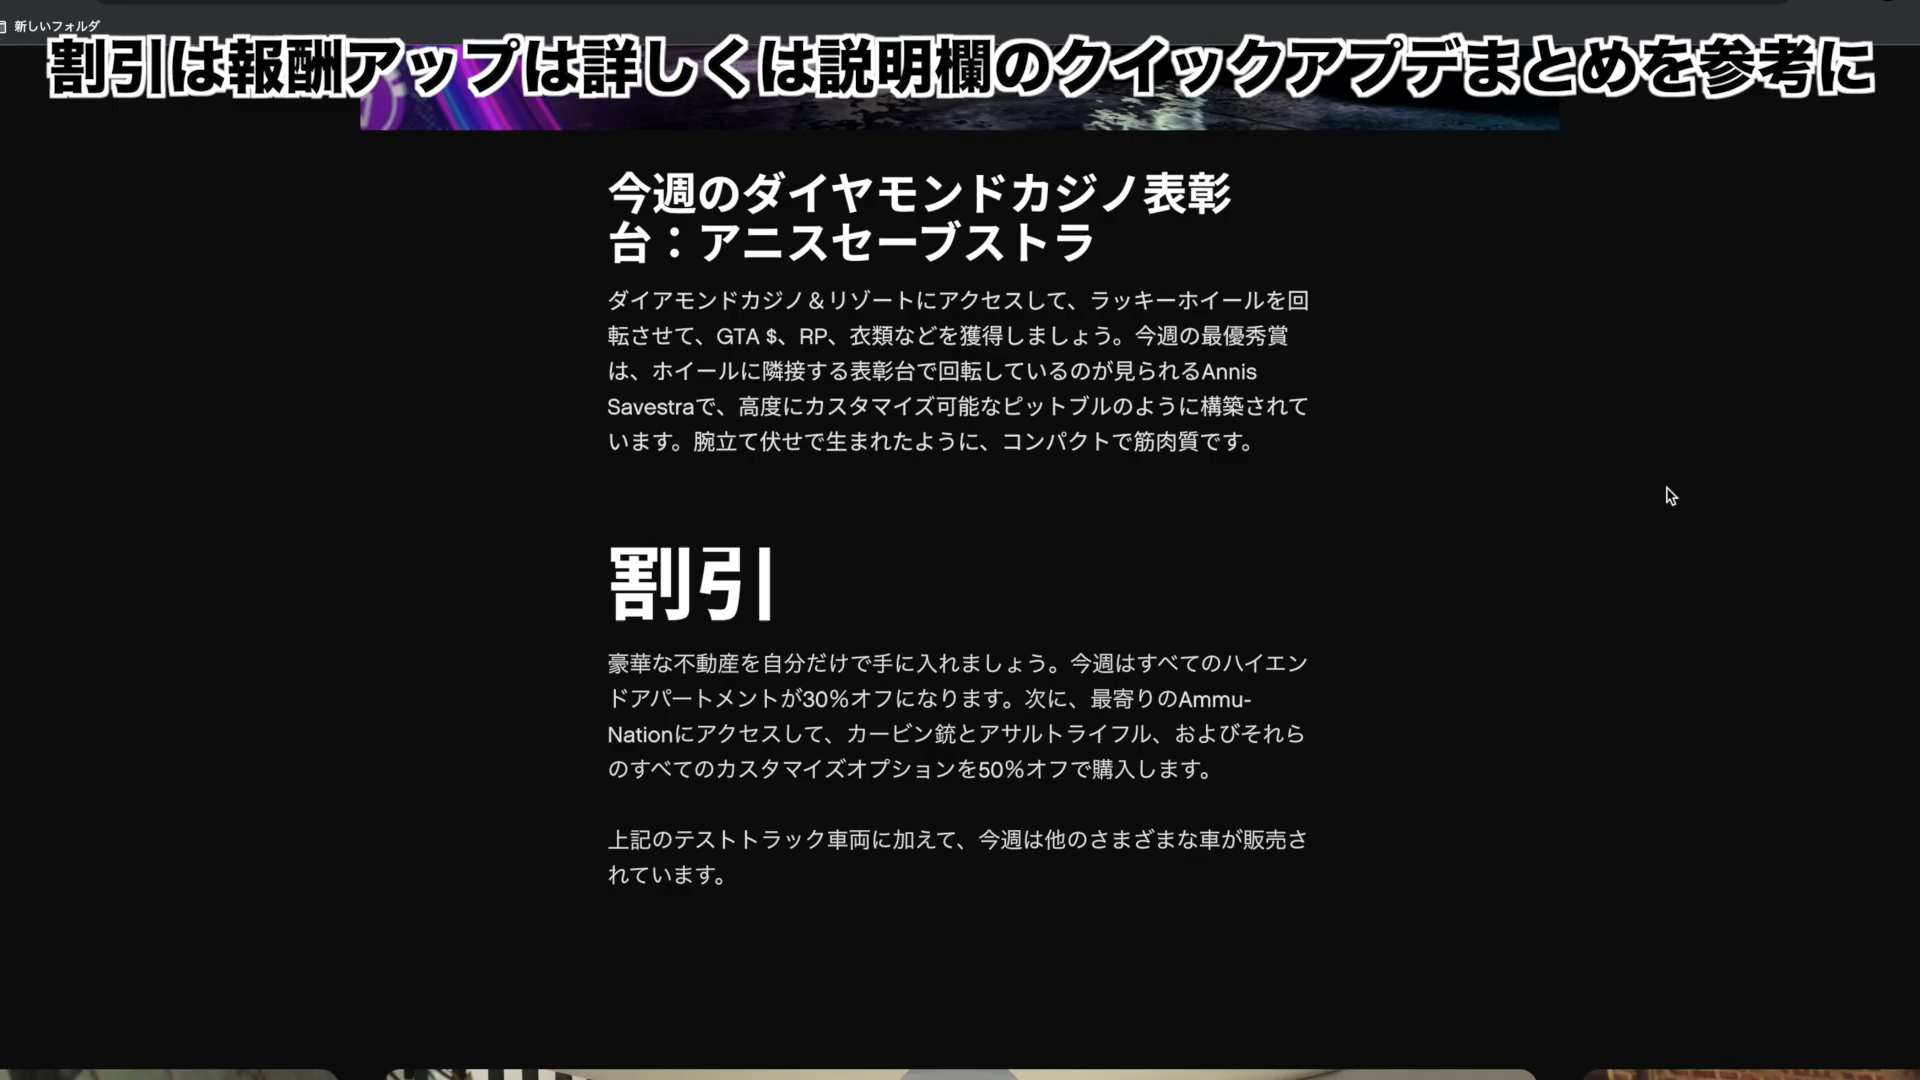 新しいフォルダ
割引は報酬アップは詳しくは説明欄のクイックアプデまとめを参考に
今週のダイヤモンドカジノ表彰
台：アニスセーブストラ
ダイアモンドカジノ＆リゾートにアクセスして、ラッキーホイールを回
転させて、GTA $、RP、衣類などを獲得しましょう。今週の最優秀賞
は、ホイールに隣接する表彰台で回転しているのが見られるAnnis
Savestraで、高度にカスタマイズ可能なピットブルのように構築されて
います。腕立て伏せで生まれたように、コンパクトで筋肉質です。
割引
豪華な不動産を自分だけで手に入れましょう。今週はすべてのハイエン
ドアパートメントが30％オフになります。次に、最寄りのAmmu-
Nationにアクセスして、カービン銃とアサルトライフル、およびそれら
のすべてのカスタマイズオプションを50％オフで購入します。
上記のテストトラック車両に加えて、今週は他のさまざまな車が販売さ
れています。